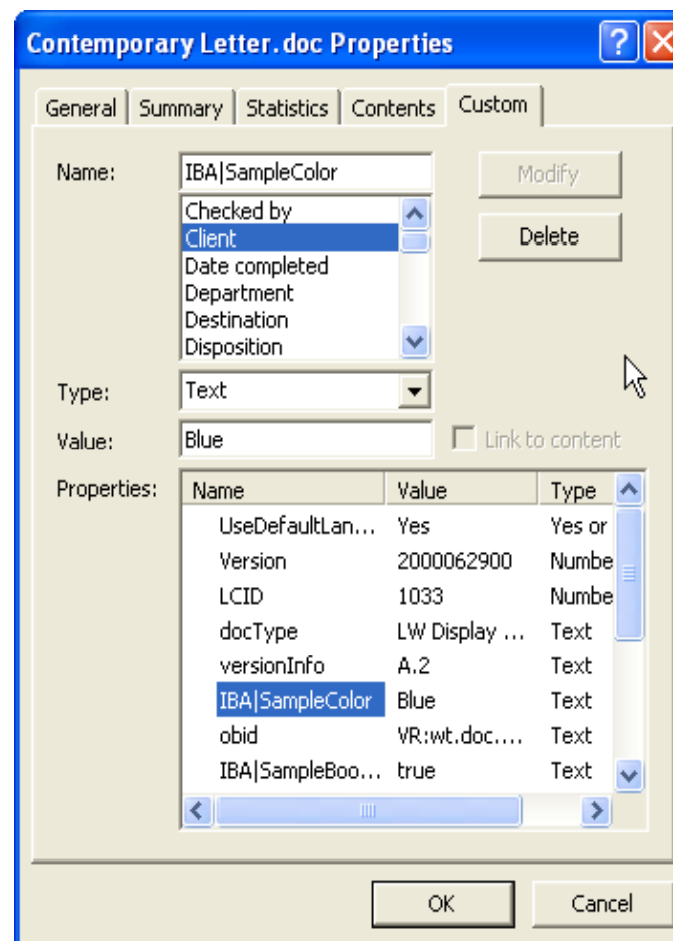 Contemporary Letter.doc Properties
General Summary Statistics Contents Custom
Name: IBA|SampleColor Modify
Checked by
Client Delete
Date completed
Department
Destination
Disposition
Type: Text
Value: Blue Link to content
Properties: Name Value Type
UseDefaultLan... Yes Yes or
Version 2000062900 Numbe
LCID 1033 Numbe
docType LW Display ... Text
versionInfo A.2 Text
IBA|SampleColor Blue Text
obid VR:wt.doc.... Text
IBA|SampleBoo... true Text
OK Cancel